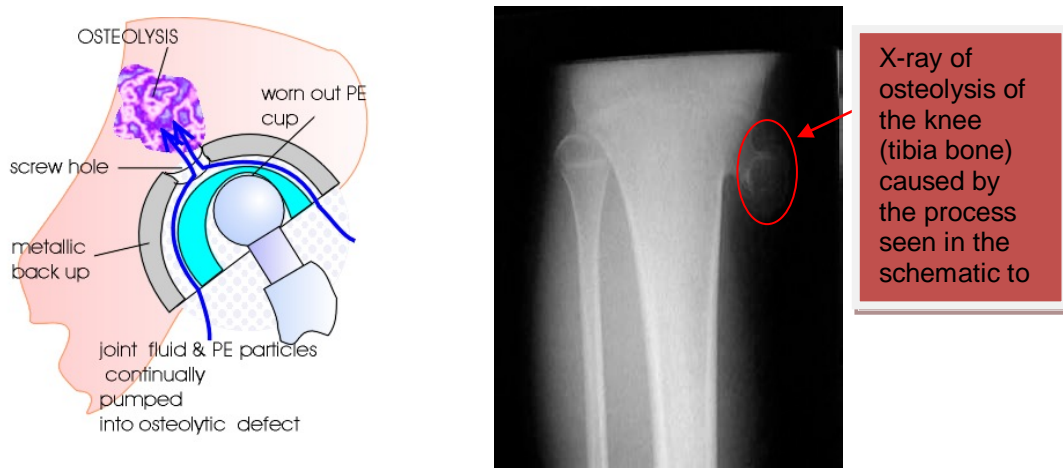 OSTEOLYSIS
worn out PE
cup
screw hole
metallic
back up
joint fluid & PE particles
continually
pumped
into osteolytic defect
X-ray of
osteolysis of
the knee
(tibia bone)
caused by
the process
seen in the
schematic to